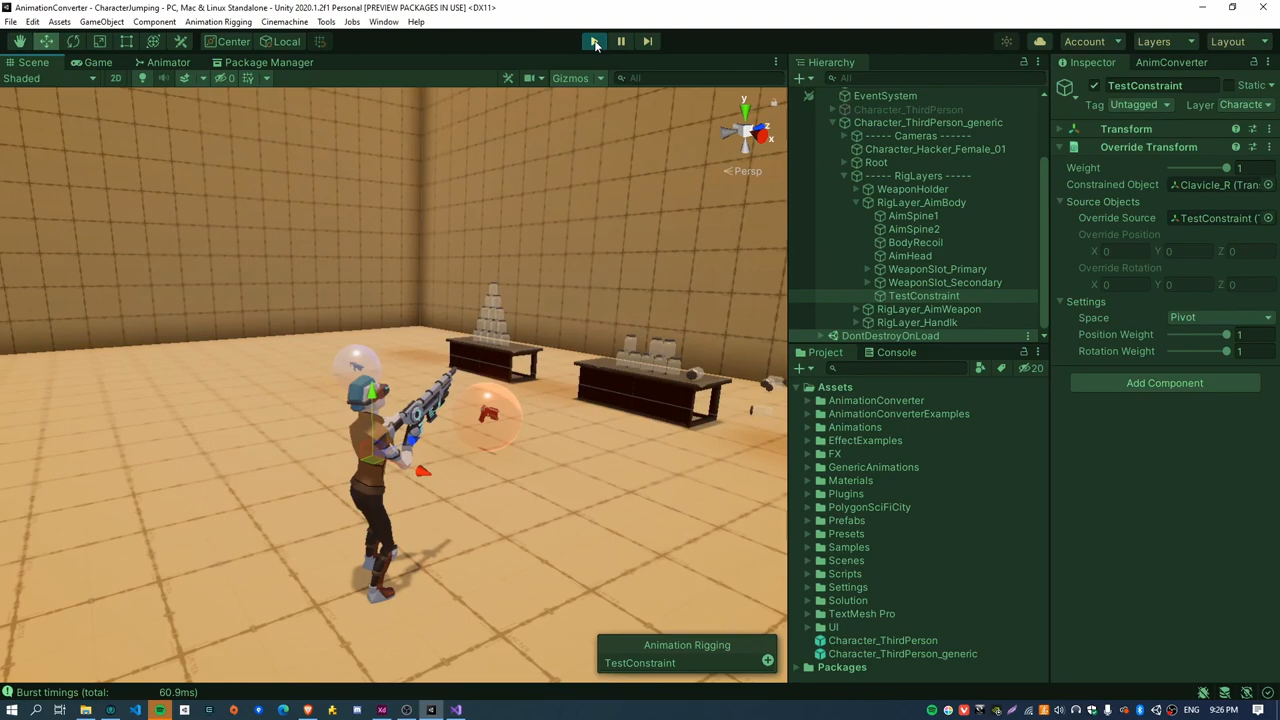 AnimationConverter - CharacterJumping - PC, Mac & Linux Standalone - Unity 2020.1.2f1 Personal [PREVIEW PACKAGES IN USE] <DX11>
File Edit Assets GameObject Component Animation Rigging Cinemachine Tools Jobs Window Help
Center Local Account Layers Layout
Scene Game Animator Package Manager
Shaded 2D 0 Gizmos All
y
z
x
Persp
Animation Rigging
TestConstraint
Hierarchy
All
EventSystem
Character_ThirdPerson
Character_ThirdPerson_generic
----- Cameras ------
Character_Hacker_Female_01
Root
----- RigLayers -----
WeaponHolder
RigLayer_AimBody
AimSpine1
AimSpine2
BodyRecoil
AimHead
WeaponSlot_Primary
WeaponSlot_Secondary
TestConstraint
RigLayer_AimWeapon
RigLayer_HandIk
DontDestroyOnLoad
Project Console
20
Assets
AnimationConverter
AnimationConverterExamples
Animations
EffectExamples
FX
GenericAnimations
Materials
Plugins
PolygonSciFiCity
Prefabs
Presets
Samples
Scenes
Scripts
Settings
Solution
TextMesh Pro
UI
Character_ThirdPerson
Character_ThirdPerson_generic
Packages
Inspector AnimConverter
TestConstraint Static
Tag Untagged Layer Characte
Transform
Override Transform
Weight 1
Constrained Object Clavicle_R (Tran
Source Objects
Override Source TestConstraint (
Override Position
X 0 Y 0 Z 0
Override Rotation
X 0 Y 0 Z 0
Settings
Space Pivot
Position Weight 1
Rotation Weight 1
Add Component
Burst timings (total: 60.9ms)
9:26 PM